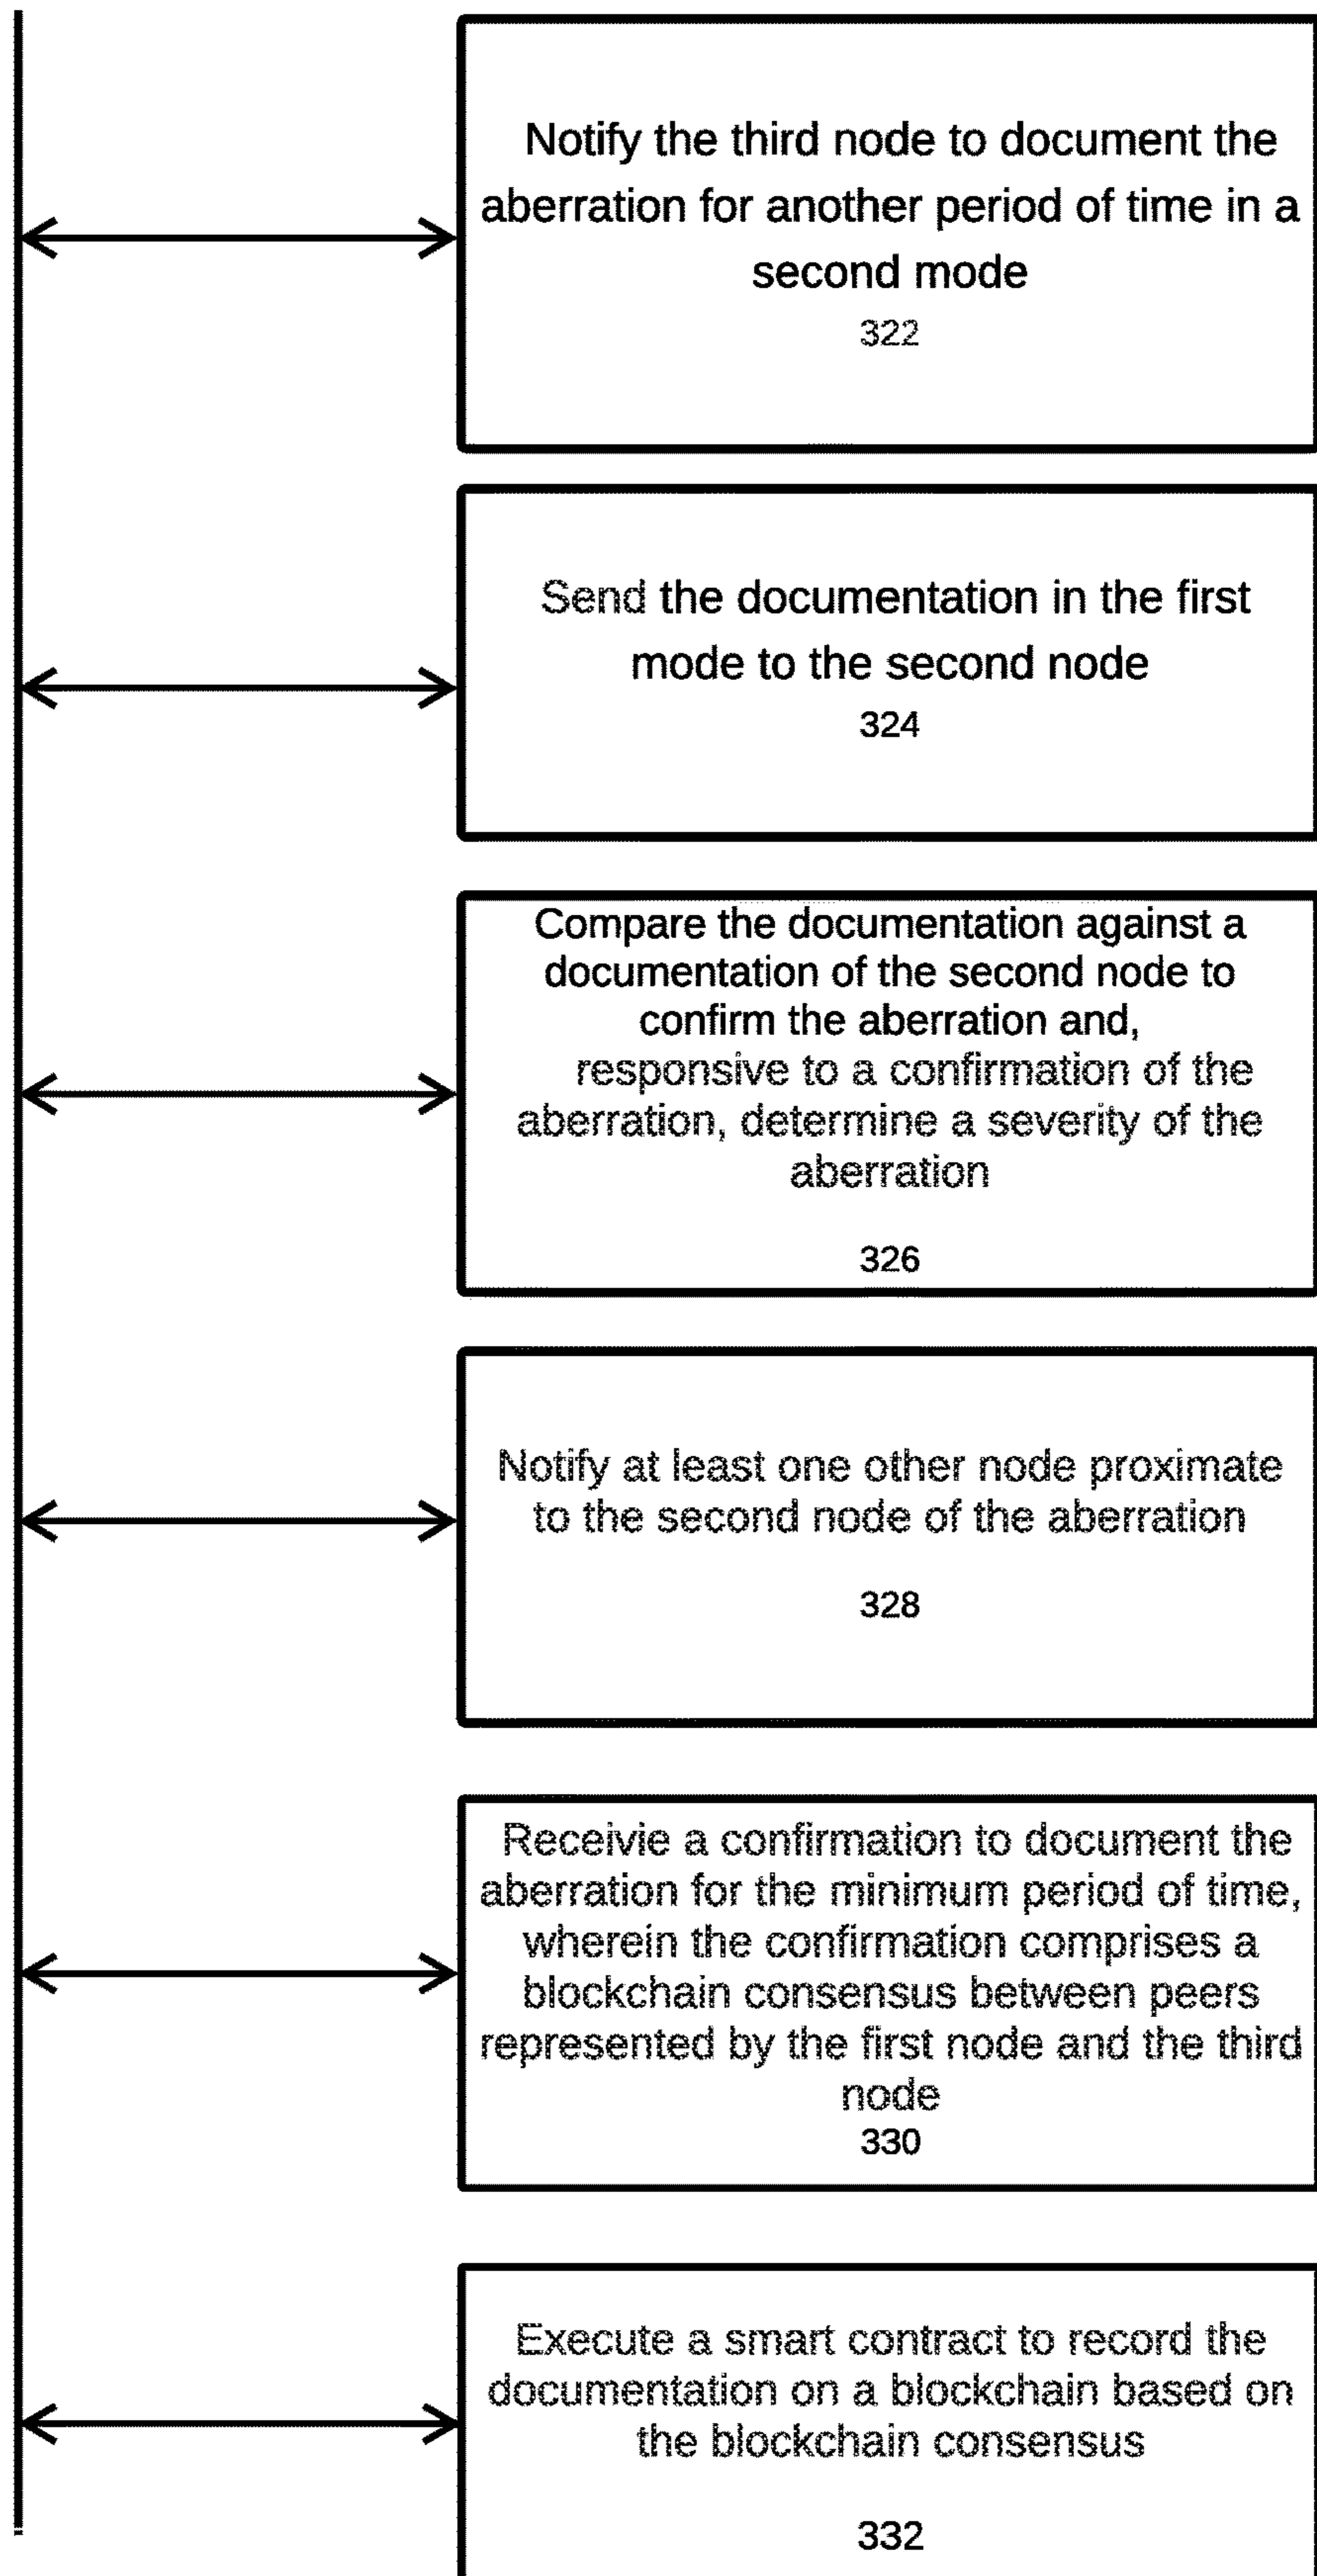 Notify the third node to document the
aberration for another period of time in a
second mode
322
Send the documentation in the first
mode to the second node
324
Compare the documentation against a
documentation of the second node to
confirm the aberration and,
responsive to a confirmation of the
aberration, determine a severity of the
aberration
326
Notify at least one other node proximate
to the second node of the aberration
328
Receivie a confirmation to document the
aberration for the minimum period of time,
wherein the confirmation comprises a
blockchain consensus between peers
represented by the first node and the third
node
330
Execute a smart contract to record the
documentation on a blockchain based on
the blockchain consensus
332